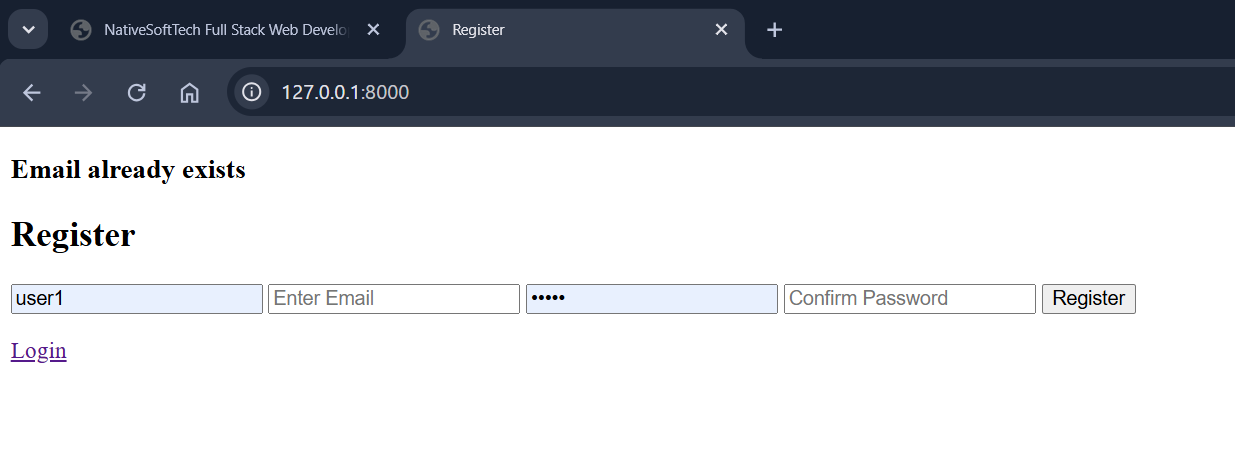 NativeSoftTech Full Stack Web Develo
Register
127.0.0.1:8000
Email already exists
Register
user1 Enter Email ••••• Confirm Password Register
Login